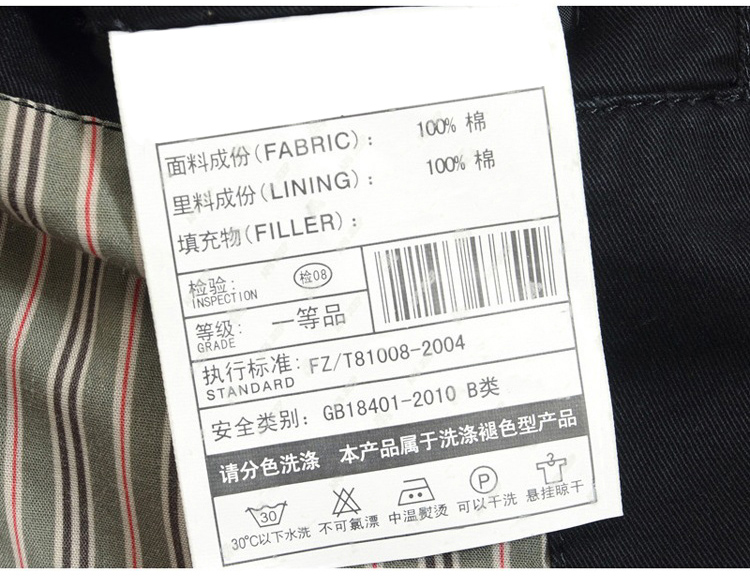 面料成份(FABRIC)： 100% 棉
里料成份(LINING)： 100% 棉
填充物(FILLER)：
检验: 检08
INSPECTION
等级: 一等品
GRADE
执行标准: FZ/T81008-2004
STANDARD
安全类别: GB18401-2010 B类
请分色洗涤 本产品属于洗涤褪色型产品
30 P 3
30℃以下水洗 不可氯漂 中温熨烫 可以干洗 悬挂晾干